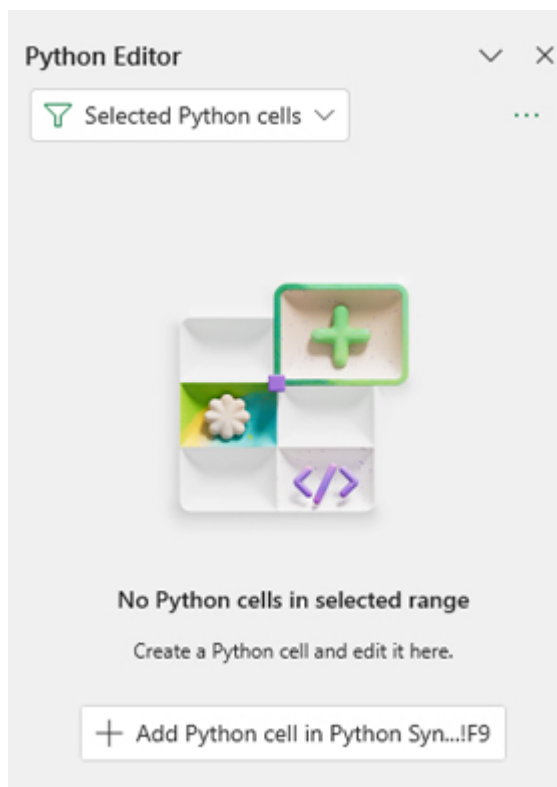 Python Editor
Selected Python cells
...
</>
No Python cells in selected range
Create a Python cell and edit it here.
Add Python cell in Python Syn...!F9